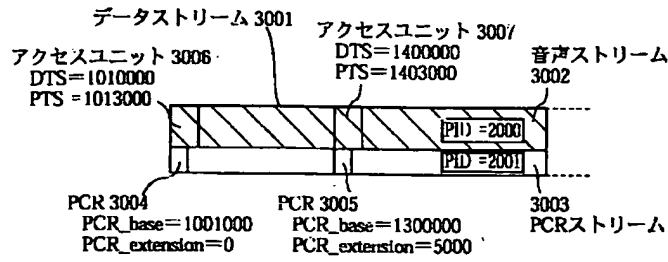 データストリーム 3001
アクセスユニット 3006
DTS=1010000
PTS=1013000
アクセスユニット 3007
DTS=1400000
PTS=1403000
音声ストリーム
3002
PID=2000
PID=2001
PCR 3004
PCR_base=1001000
PCR_extension=0
PCR 3005
PCR_base=1300000
PCR_extension=5000
3003
PCRストリーム